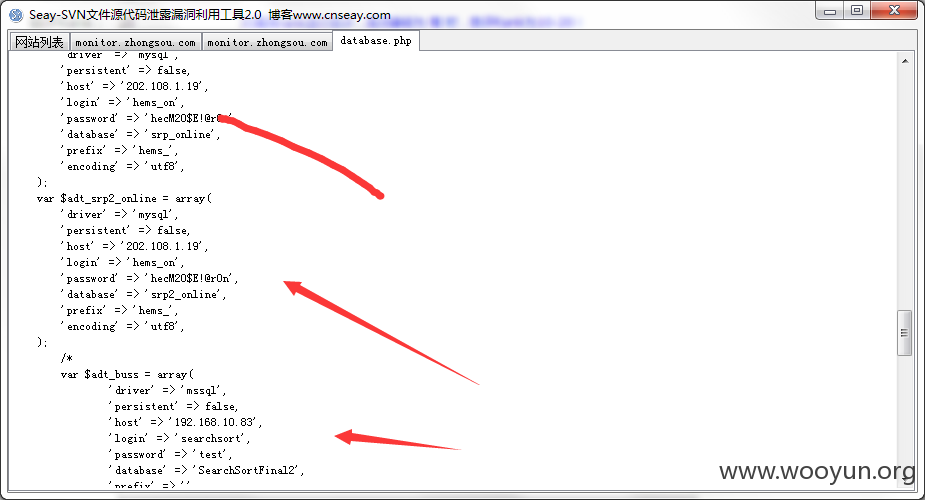 Seay-SVN文件源代码泄露漏洞利用工具2.0 博客www.cnseay.com
网站列表 monitor.zhongsou.com monitor.zhongsou.com database.php
'driver' => 'mysql',
'persistent' => false,
'host' => '202.108.1.19',
'login' => 'hems_on',
'password' => 'hecM2O$E!@rOn',
'database' => 'srp_online',
'prefix' => 'hems_',
'encoding' => 'utf8',
);
var $adt_srp2_online = array(
'driver' => 'mysql',
'persistent' => false,
'host' => '202.108.1.19',
'login' => 'hems_on',
'password' => 'hecM2O$E!@rOn',
'database' => 'srp2_online',
'prefix' => 'hems_',
'encoding' => 'utf8',
);
/*
var $adt_buss = array(
'driver' => 'mssql',
'persistent' => false,
'host' => '192.168.10.83',
'login' => 'searchsort',
'password' => 'test',
'database' => 'SearchSortFinal2',
'prefix' => ''
www.wooyun.org